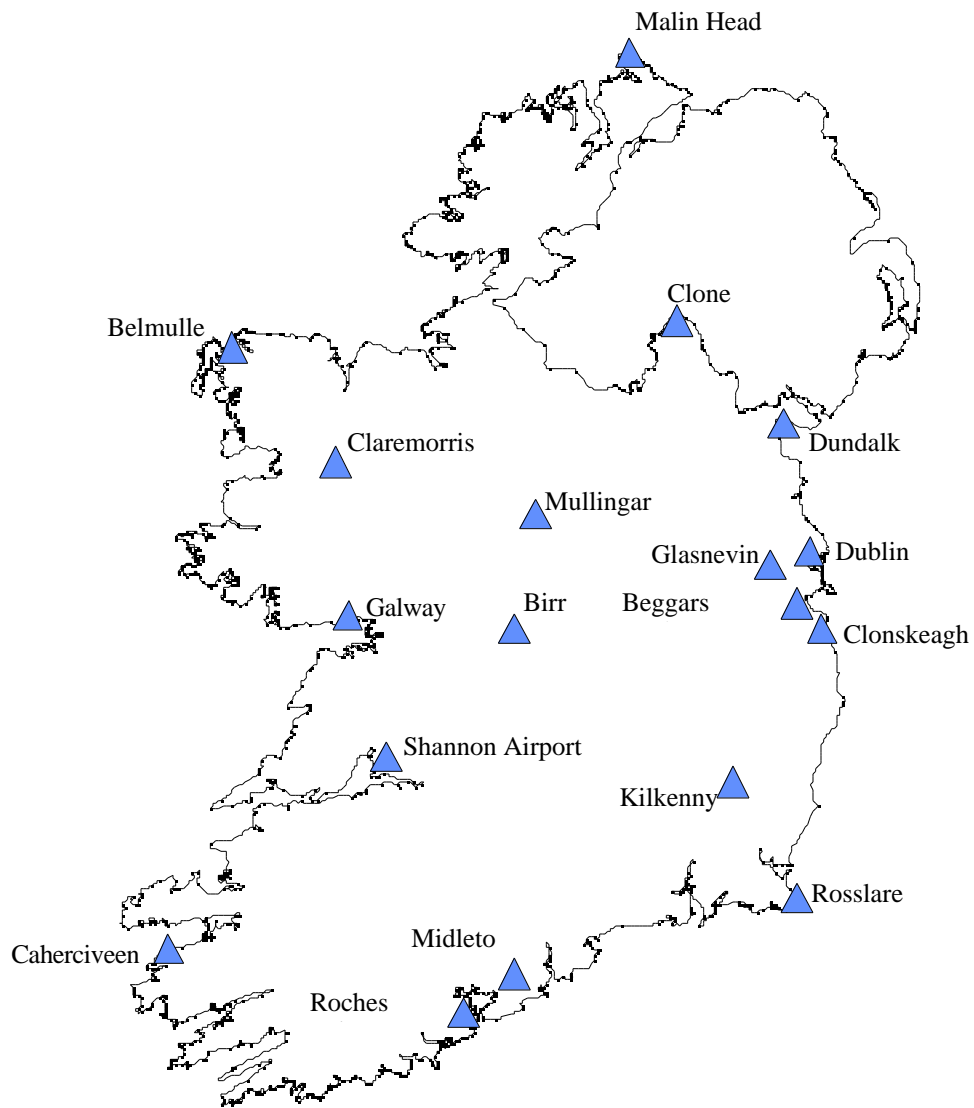 Malin Head
Clone
Belmulle
Dundalk
Claremorris
Mullingar
Glasnevin
Dublin
Galway
Birr
Beggars
Clonskeagh
Shannon Airport
Kilkenny
Rosslare
Midleto
Caherciveen
Roches